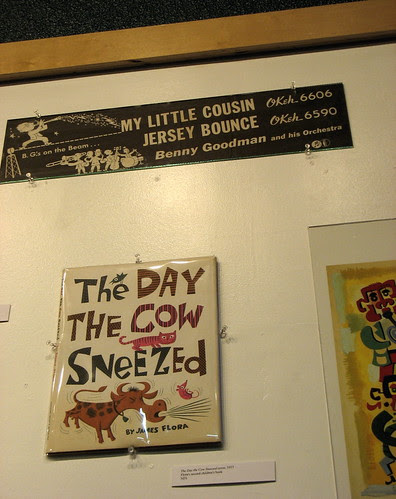 MY LITTLE COUSIN OKeh 6606
JERSEY BOUNCE OKeh 6590
B.G.'s on the Beam... Benny Goodman and his Orchestra
The DAY
THE COW
SNEEZED
BY JAMES FLORA